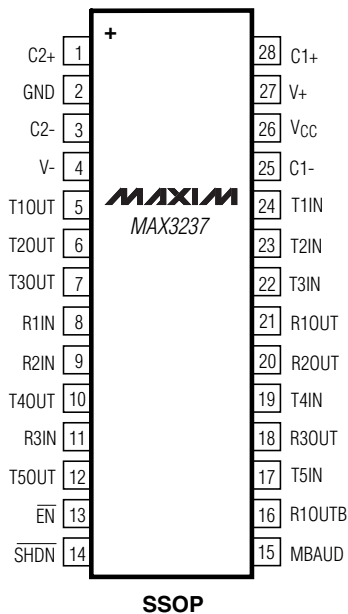 +
C2+ 1 28 C1+
GND 2 27 V+
C2- 3 26 VCC
V- 4 25 C1-
MAXIM
T1OUT 5 24 T1IN
MAX3237
T2OUT 6 23 T2IN
T3OUT 7 22 T3IN
R1IN 8 21 R1OUT
R2IN 9 20 R2OUT
T4OUT 10 19 T4IN
R3IN 11 18 R3OUT
T5OUT 12 17 T5IN
EN 13 16 R1OUTB
SHDN 14 15 MBAUD
SSOP